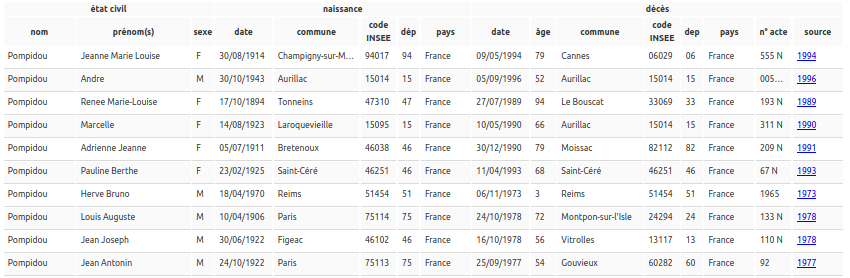 état civil naissance décès
nom prénom(s) sexe date commune code INSEE dép pays date âge commune code INSEE dep pays n° acte source
Pompidou Jeanne Marie Louise F 30/08/1914 Champigny-sur-M... 94017 94 France 09/05/1994 79 Cannes 06029 06 France 555 N 1994
Pompidou Andre M 30/10/1943 Aurillac 15014 15 France 05/09/1996 52 Aurillac 15014 15 France 005... 1996
Pompidou Renee Marie-Louise F 17/10/1894 Tonneins 47310 47 France 27/07/1989 94 Le Bouscat 33069 33 France 193 N 1989
Pompidou Marcelle F 14/08/1923 Laroquevieille 15095 15 France 10/05/1990 66 Aurillac 15014 15 France 311 N 1990
Pompidou Adrienne Jeanne F 05/07/1911 Bretenoux 46038 46 France 30/12/1990 79 Moissac 82112 82 France 209 N 1991
Pompidou Pauline Berthe F 23/02/1925 Saint-Céré 46251 46 France 11/04/1993 68 Saint-Céré 46251 46 France 67 N 1993
Pompidou Herve Bruno M 18/04/1970 Reims 51454 51 France 06/11/1973 3 Reims 51454 51 France 1965 1973
Pompidou Louis Auguste M 10/04/1906 Paris 75114 75 France 24/10/1978 72 Montpon-sur-l'Isle 24294 24 France 133 N 1978
Pompidou Jean Joseph M 30/06/1922 Figeac 46102 46 France 16/10/1978 56 Vitrolles 13117 13 France 110 N 1978
Pompidou Jean Antonin M 24/10/1922 Paris 75113 75 France 25/09/1977 54 Gouvieux 60282 60 France 92 1977